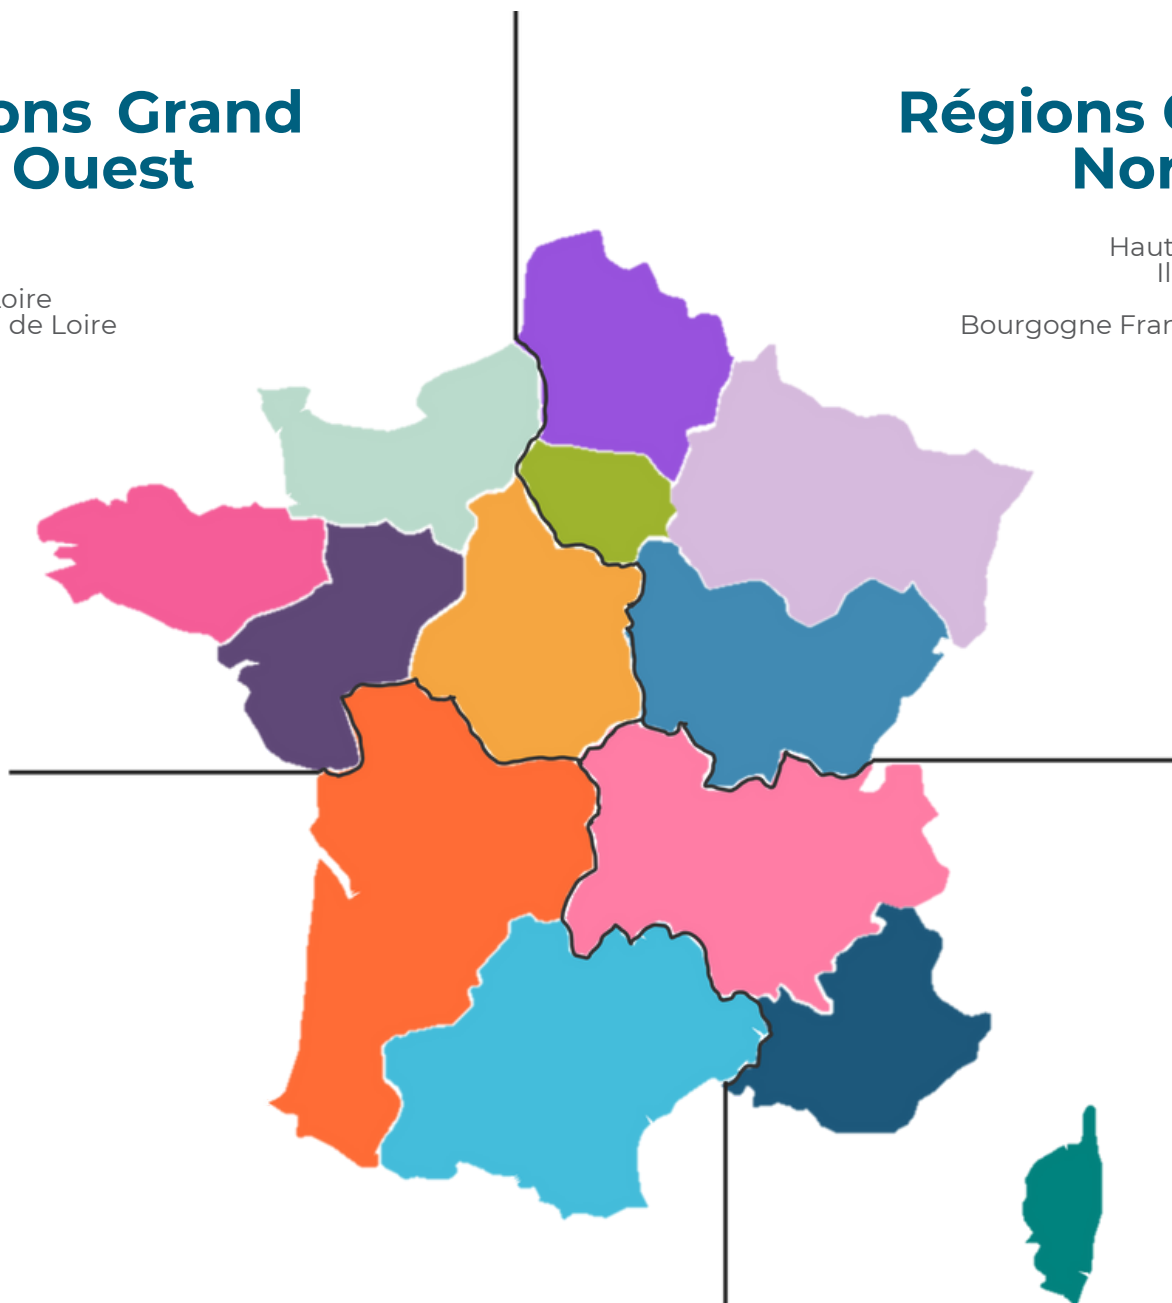 ons Grand
Ouest
oire
de Loire
Régions
Nor
Haut
Il
Bourgogne Fran